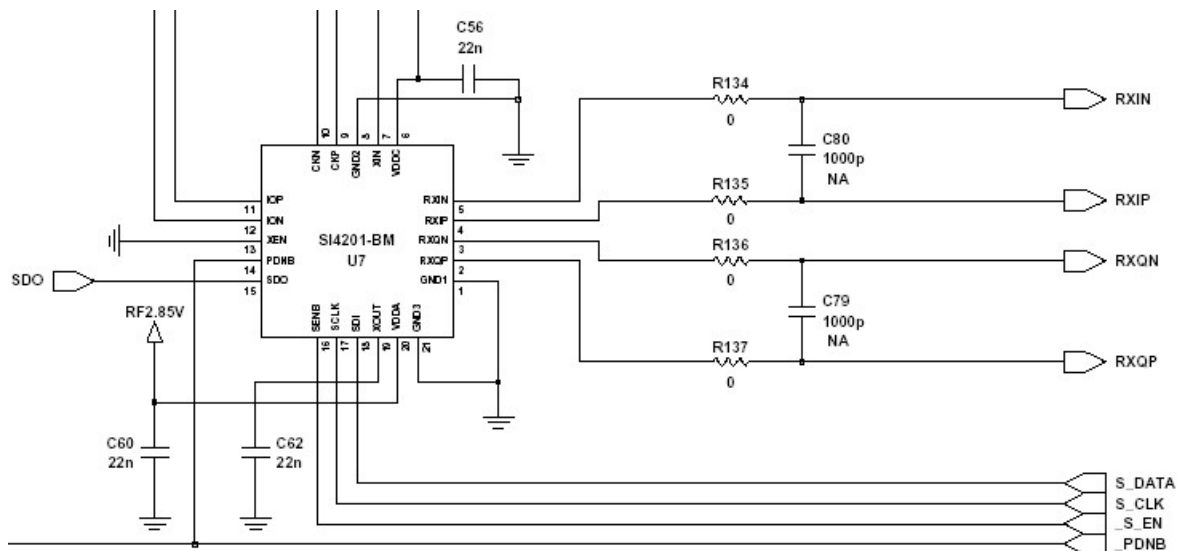 C56
22n
R134
0
RXIN
C80
1000p
NA
10
9
8
7
6
CKN
CKP
GND2
XIN
VDDC
R135
0
RXIP
IOP
RXIN
11
5
ION
RXIP
12
4
XEN
SI4201-BM
RXQN
13
3
PDNB
U7
RXQP
14
2
SDO
SDO
GND1
15
1
R136
0
RXQN
C79
1000p
NA
RF2.85V
SENB
SCLK
SDI
XOUT
VDDA
GND3
16
17
18
19
20
21
R137
0
RXQP
C60
22n
C62
22n
S_DATA
S_CLK
_S_EN
_PDNB